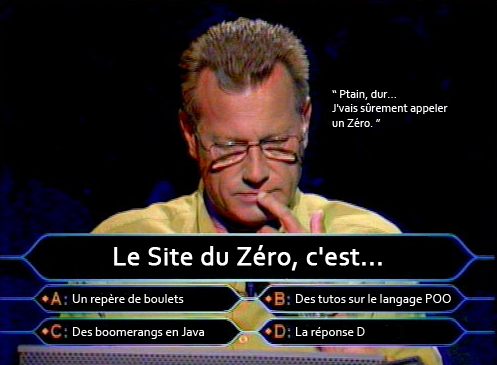 “ Ptain, dur...
J'vais sûrement appeler
un Zéro. ”
Le Site du Zéro, c'est...
A: Un repère de boulets
B: Des tutos sur le langage POO
C: Des boomerangs en Java
D: La réponse D